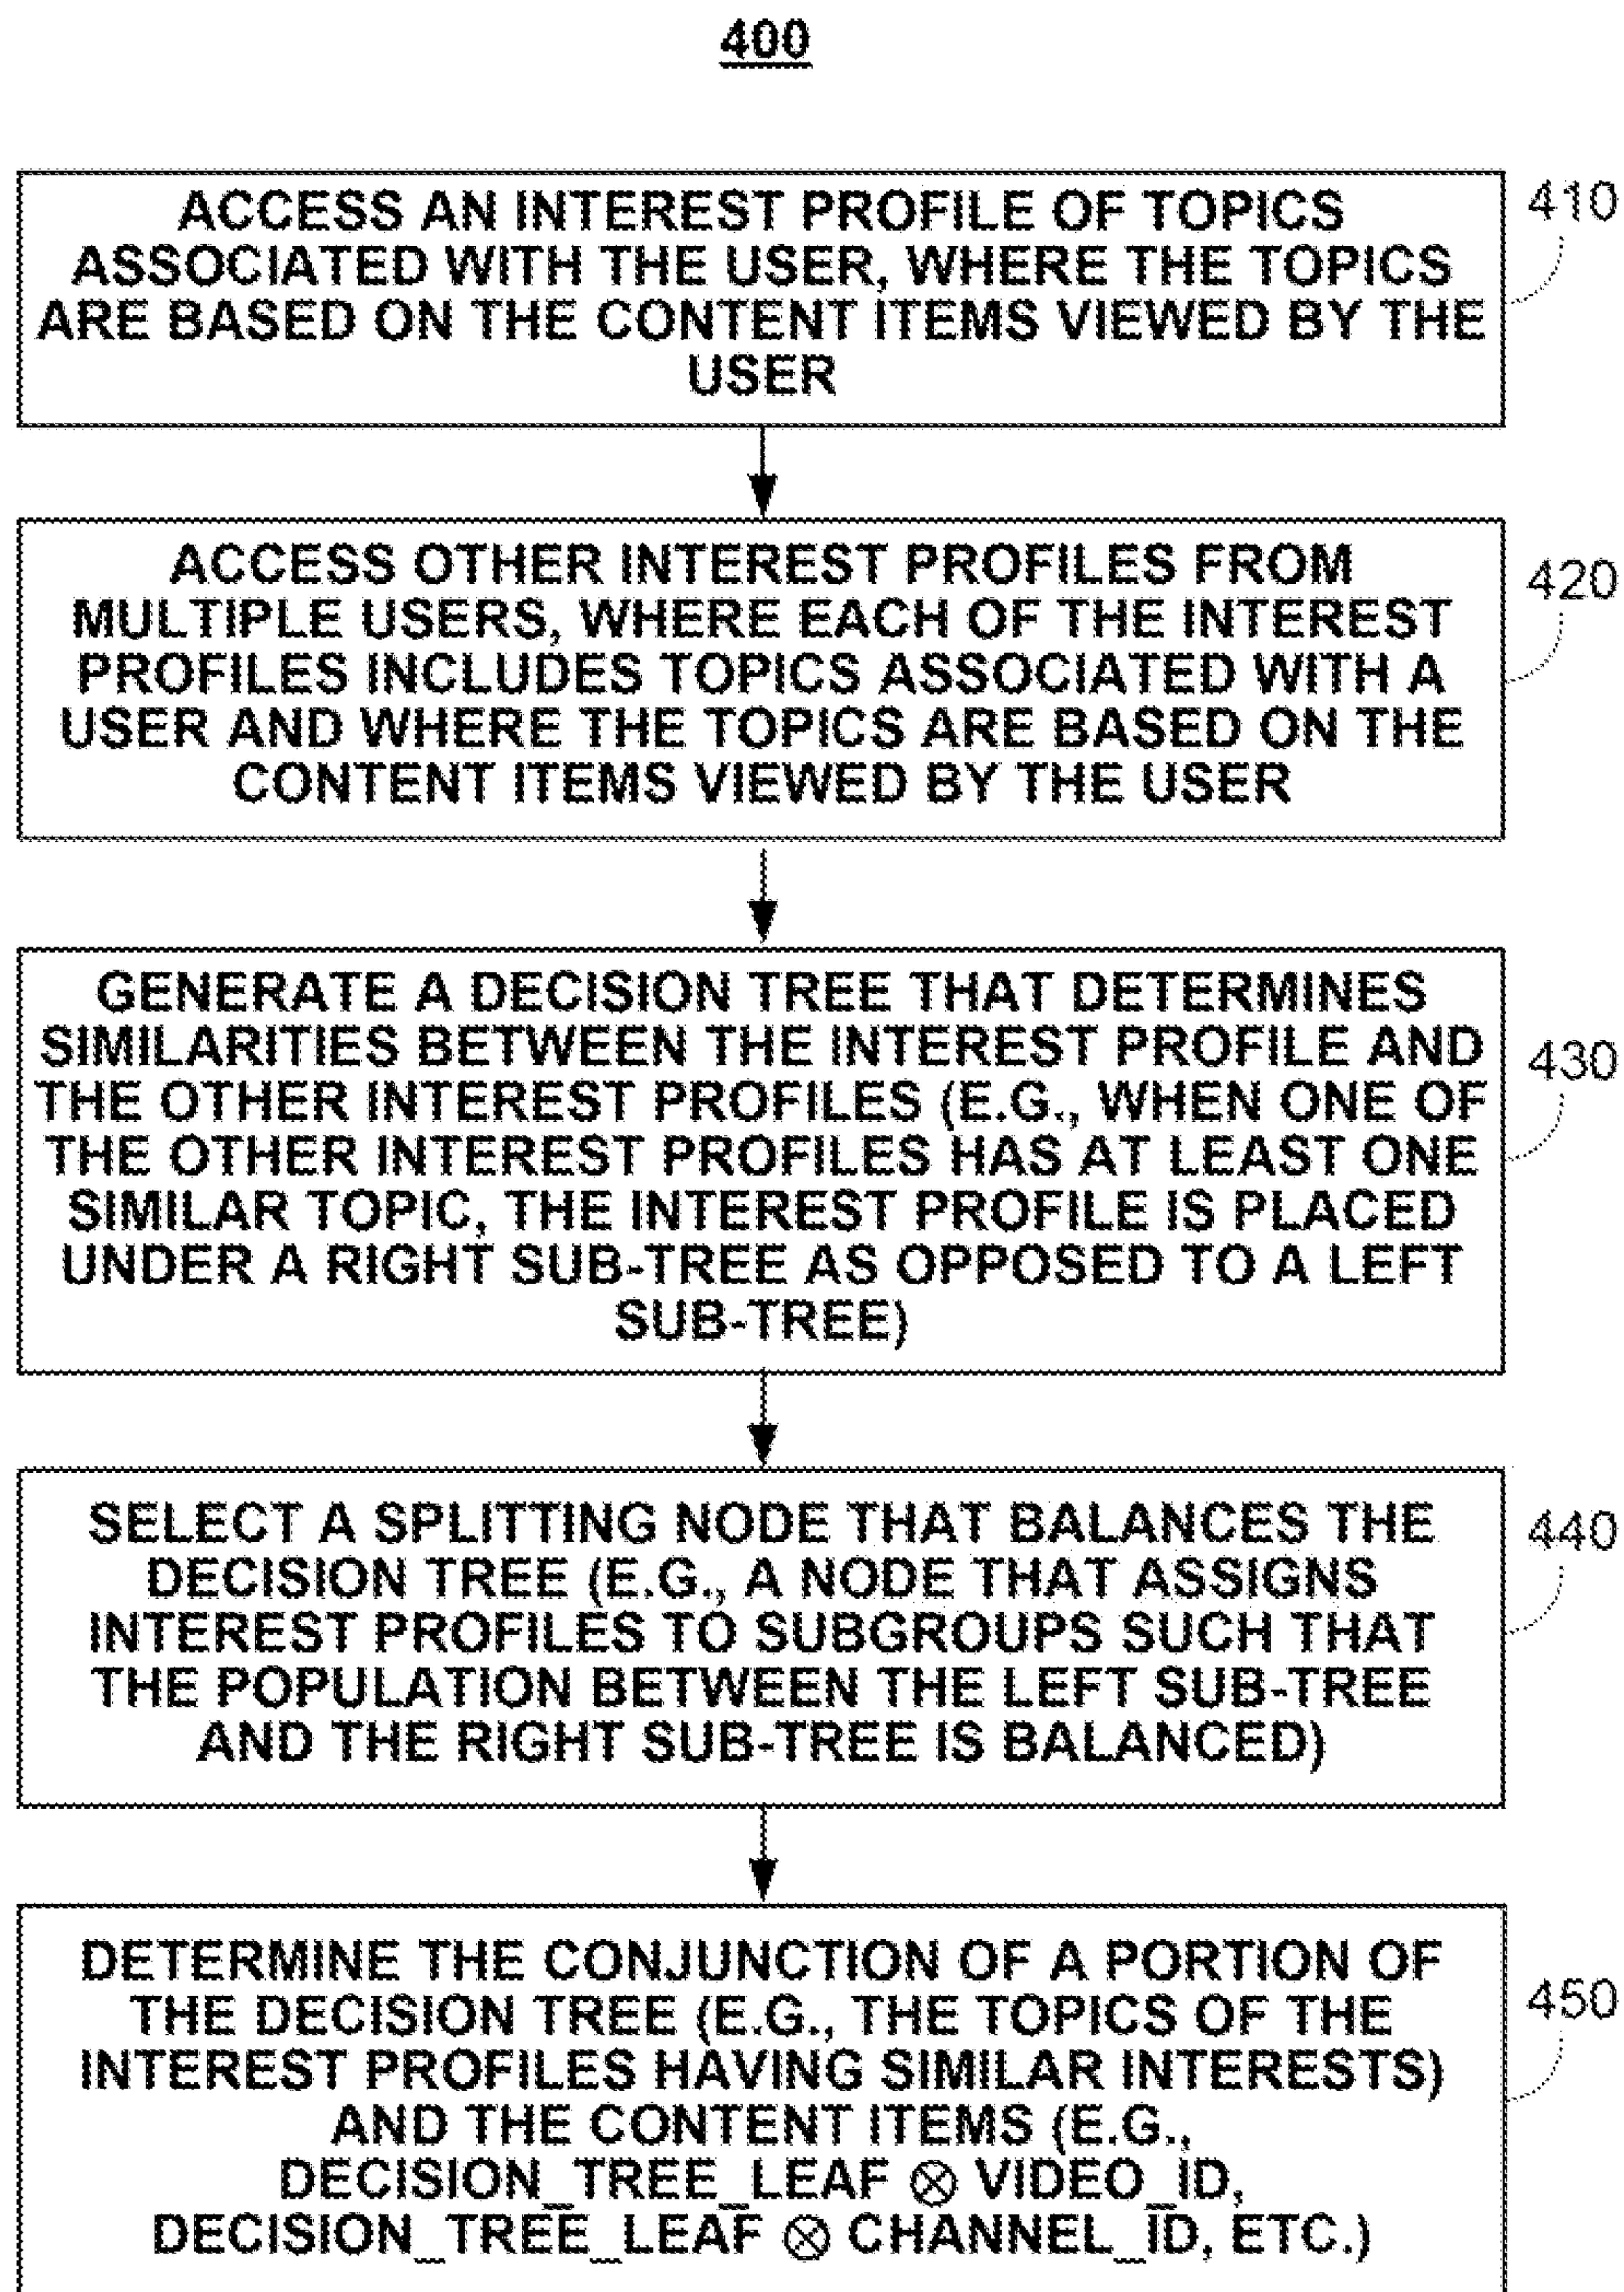 400
ACCESS AN INTEREST PROFILE OF TOPICS
ASSOCIATED WITH THE USER, WHERE THE TOPICS
ARE BASED ON THE CONTENT ITEMS VIEWED BY THE
USER
410
ACCESS OTHER INTEREST PROFILES FROM
MULTIPLE USERS, WHERE EACH OF THE INTEREST
PROFILES INCLUDES TOPICS ASSOCIATED WITH A
USER AND WHERE THE TOPICS ARE BASED ON THE
CONTENT ITEMS VIEWED BY THE USER
420
GENERATE A DECISION TREE THAT DETERMINES
SIMILARITIES BETWEEN THE INTEREST PROFILE AND
THE OTHER INTEREST PROFILES (E.G., WHEN ONE OF
THE OTHER INTEREST PROFILES HAS AT LEAST ONE
SIMILAR TOPIC, THE INTEREST PROFILE IS PLACED
UNDER A RIGHT SUB-TREE AS OPPOSED TO A LEFT
SUB-TREE)
430
SELECT A SPLITTING NODE THAT BALANCES THE
DECISION TREE (E.G., A NODE THAT ASSIGNS
INTEREST PROFILES TO SUBGROUPS SUCH THAT
THE POPULATION BETWEEN THE LEFT SUB-TREE
AND THE RIGHT SUB-TREE IS BALANCED)
440
DETERMINE THE CONJUNCTION OF A PORTION OF
THE DECISION TREE (E.G., THE TOPICS OF THE
INTEREST PROFILES HAVING SIMILAR INTERESTS)
AND THE CONTENT ITEMS (E.G.,
DECISION_TREE_LEAF ⊗ VIDEO_ID,
DECISION_TREE_LEAF ⊗ CHANNEL_ID, ETC.)
450